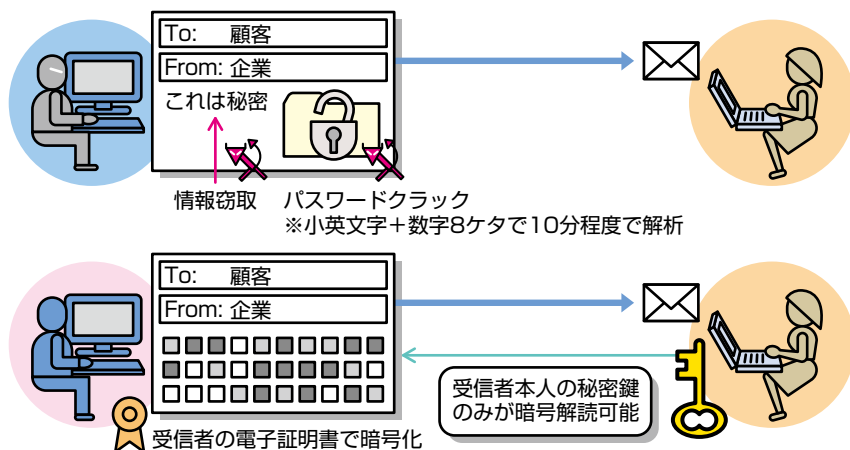 To: 顧客
From: 企業
これは秘密
情報窃取
パスワードクラック
※小英文字＋数字8ケタで10分程度で解析
To: 顧客
From: 企業
受信者本人の秘密鍵
のみが暗号解読可能
受信者の電子証明書で暗号化